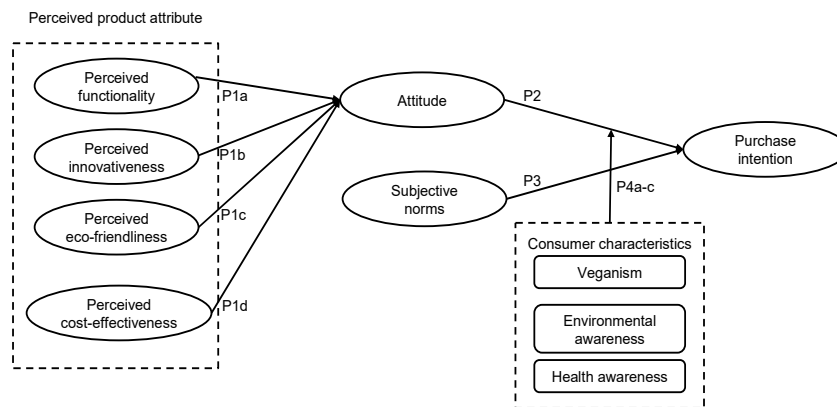 Perceived product attribute
Perceived
functionality
Perceived
innovativeness
Perceived
eco-friendliness
Perceived
cost-effectiveness
P1a
P1b
P1c
P1d
Attitude
Subjective
norms
P2
P3
P4a-c
Purchase
intention
Consumer characteristics
Veganism
Environmental
awareness
Health awareness